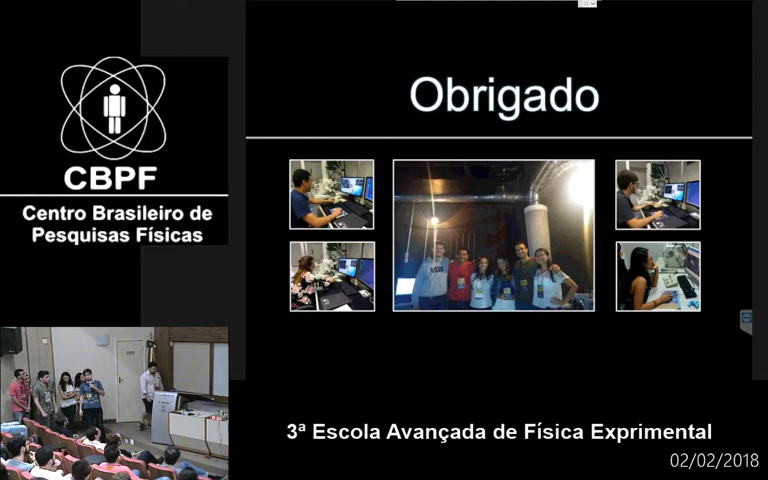 Obrigado
CBPF
Centro Brasileiro de
Pesquisas Físicas
3ª Escola Avançada de Física Exprimental
02/02/2018